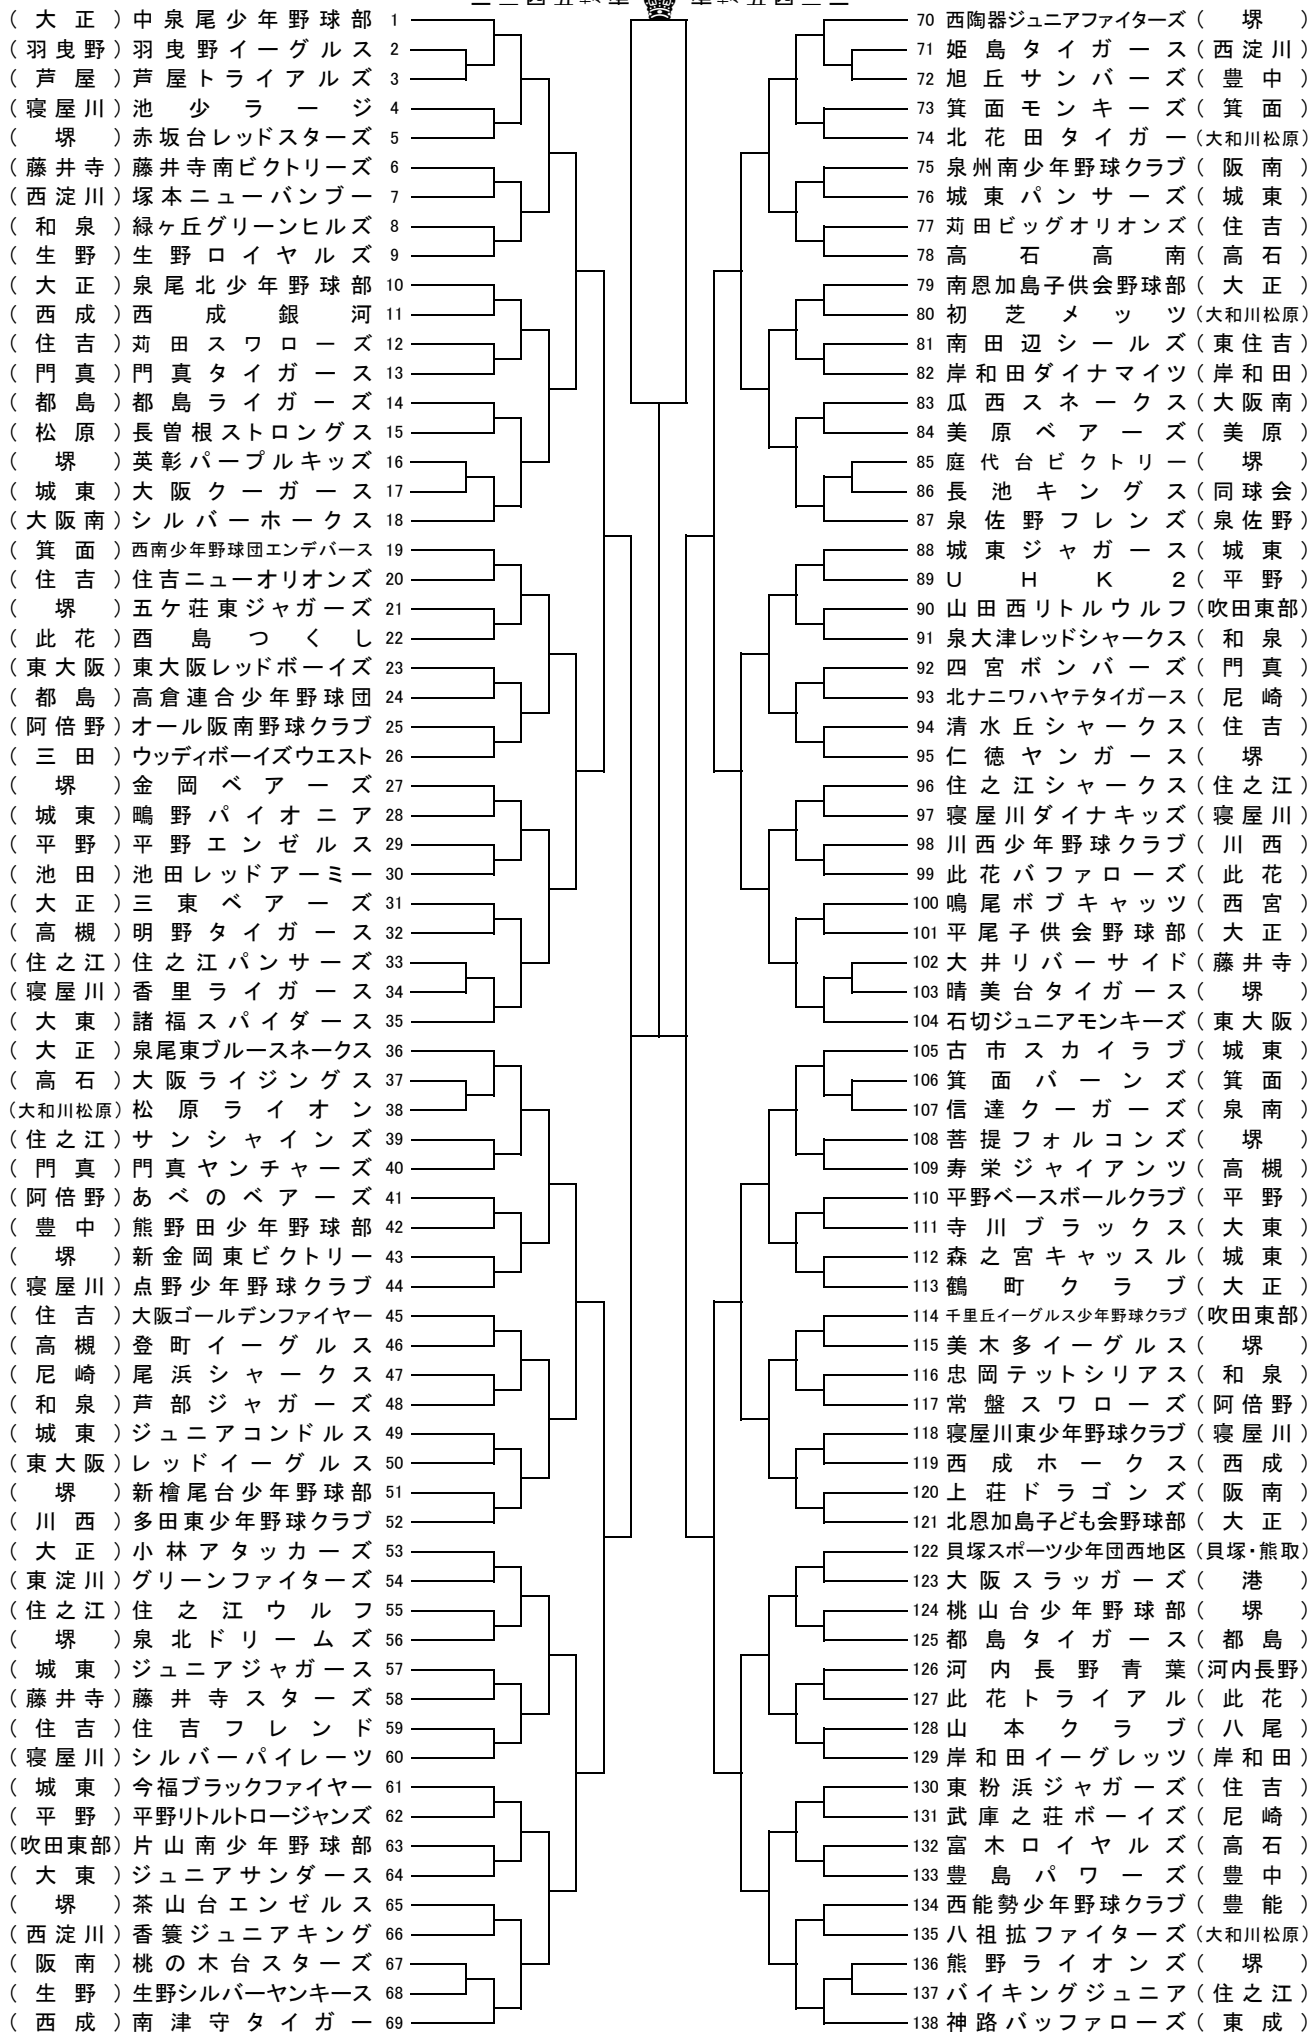 (大正)中泉尾少年野球部 1
(羽曳野)羽曳野イーグルス 2
(芦屋)芦屋トライアルズ 3
(寝屋川)池少ラージ 4
(堺)赤坂台レッドスターズ 5
(藤井寺)藤井寺南ビクトリーズ 6
(西淀川)塚本ニューバンブー 7
(和泉)緑ヶ丘グリーンヒルズ 8
(生野)生野ロイヤルズ 9
(大正)泉尾北少年野球部 10
(西成)西成銀河 11
(住吉)苅田スワローズ 12
(門真)門真タイガース 13
(都島)都島ライガーズ 14
(松原)長曽根ストロングス 15
(堺)英彰パープルキッズ 16
(城東)大阪クーガース 17
(大阪南)シルバーホークス 18
(箕面)西南少年野球団エンデバース 19
(住吉)住吉ニューオリオンズ 20
(堺)五ケ荘東ジャガーズ 21
(此花)酉島つくし 22
(東大阪)東大阪レッドボーイズ 23
(都島)高倉連合少年野球団 24
(阿倍野)オール阪南野球クラブ 25
(三田)ウッディボーイズウエスト 26
(堺)金岡ベアーズ 27
(城東)鴫野パイオニア 28
(平野)平野エンゼルス 29
(池田)池田レッドアーミー 30
(大正)三東ベアーズ 31
(高槻)明野タイガース 32
(住之江)住之江パンサーズ 33
(寝屋川)香里ライガース 34
(大東)諸福スパイダース 35
(大正)泉尾東ブルースネークス 36
(高石)大阪ライジングス 37
(大和川松原)松原ライオン 38
(住之江)サンシャインズ 39
(門真)門真ヤンチャーズ 40
(阿倍野)あべのベアーズ 41
(豊中)熊野田少年野球部 42
(堺)新金岡東ビクトリー 43
(寝屋川)点野少年野球クラブ 44
(住吉)大阪ゴールデンファイヤー 45
(高槻)登町イーグルス 46
(尼崎)尾浜シャークス 47
(和泉)芦部ジャガーズ 48
(城東)ジュニアコンドルス 49
(東大阪)レッドイーグルス 50
(堺)新檜尾台少年野球部 51
(川西)多田東少年野球クラブ 52
(大正)小林アタッカーズ 53
(東淀川)グリーンファイターズ 54
(住之江)住之江ウルフ 55
(堺)泉北ドリームズ 56
(城東)ジュニアジャガース 57
(藤井寺)藤井寺スターズ 58
(住吉)住吉フレンド 59
(寝屋川)シルバーパイレーツ 60
(城東)今福ブラックファイヤー 61
(平野)平野リトルトロージャンズ 62
(吹田東部)片山南少年野球部 63
(大東)ジュニアサンダース 64
(堺)茶山台エンゼルス 65
(西淀川)香簑ジュニアキング 66
(阪南)桃の木台スターズ 67
(生野)生野シルバーヤンキース 68
(西成)南津守タイガー 69
70 西陶器ジュニアファイターズ(堺)
71 姫島タイガース(西淀川)
72 旭丘サンバーズ(豊中)
73 箕面モンキーズ(箕面)
74 北花田タイガー(大和川松原)
75 泉州南少年野球クラブ(阪南)
76 城東パンサーズ(城東)
77 苅田ビッグオリオンズ(住吉)
78 高石高南(高石)
79 南恩加島子供会野球部(大正)
80 初芝メッツ(大和川松原)
81 南田辺シールズ(東住吉)
82 岸和田ダイナマイツ(岸和田)
83 瓜西スネークス(大阪南)
84 美原ベアーズ(美原)
85 庭代台ビクトリー(堺)
86 長池キングス(同球会)
87 泉佐野フレンズ(泉佐野)
88 城東ジャガース(城東)
89 UHK2(平野)
90 山田西リトルウルフ(吹田東部)
91 泉大津レッドシャークス(和泉)
92 四宮ボンバーズ(門真)
93 北ナニワハヤテタイガース(尼崎)
94 清水丘シャークス(住吉)
95 仁徳ヤンガース(堺)
96 住之江シャークス(住之江)
97 寝屋川ダイナキッズ(寝屋川)
98 川西少年野球クラブ(川西)
99 此花バファローズ(此花)
100 鳴尾ボブキャッツ(西宮)
101 平尾子供会野球部(大正)
102 大井リバーサイド(藤井寺)
103 晴美台タイガース(堺)
104 石切ジュニアモンキーズ(東大阪)
105 古市スカイラブ(城東)
106 箕面バーンズ(箕面)
107 信達クーガーズ(泉南)
108 菩提フォルコンズ(堺)
109 寿栄ジャイアンツ(高槻)
110 平野ベースボールクラブ(平野)
111 寺川ブラックス(大東)
112 森之宮キャッスル(城東)
113 鶴町クラブ(大正)
114 千里丘イーグルス少年野球クラブ(吹田東部)
115 美木多イーグルス(堺)
116 忠岡テットシリアス(和泉)
117 常盤スワローズ(阿倍野)
118 寝屋川東少年野球クラブ(寝屋川)
119 西成ホークス(西成)
120 上荘ドラゴンズ(阪南)
121 北恩加島子ども会野球部(大正)
122 貝塚スポーツ少年団西地区(貝塚・熊取)
123 大阪スラッガーズ(港)
124 桃山台少年野球部(堺)
125 都島タイガース(都島)
126 河内長野青葉(河内長野)
127 此花トライアル(此花)
128 山本クラブ(八尾)
129 岸和田イーグレッツ(岸和田)
130 東粉浜ジャガーズ(住吉)
131 武庫之荘ボーイズ(尼崎)
132 富木ロイヤルズ(高石)
133 豊島パワーズ(豊中)
134 西能勢少年野球クラブ(豊能)
135 八祖拡ファイターズ(大和川松原)
136 熊野ライオンズ(堺)
137 バイキングジュニア(住之江)
138 神路バッファローズ(東成)